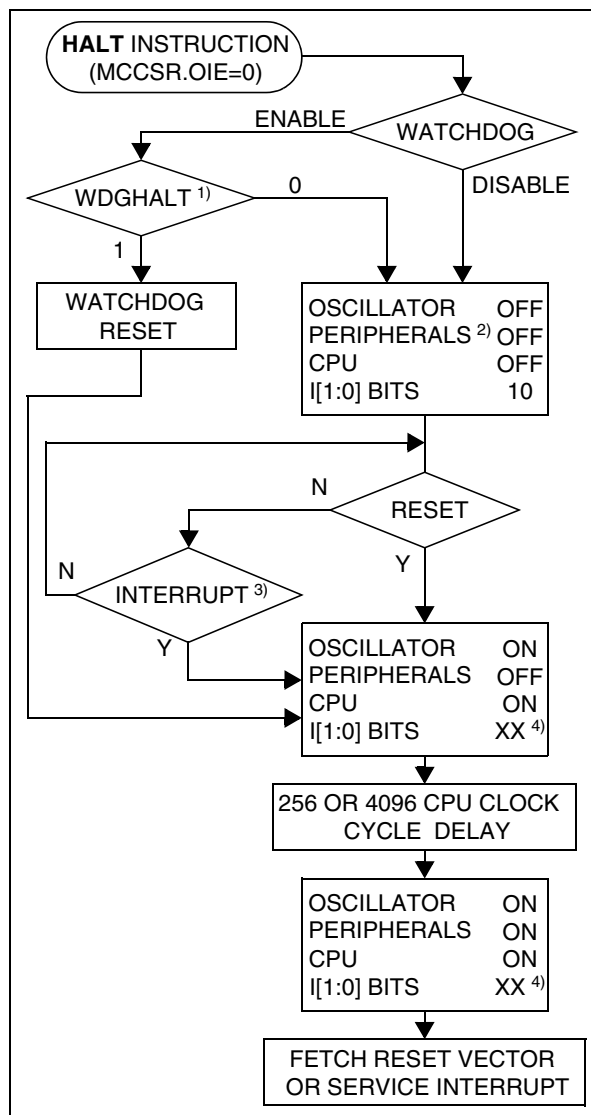 HALT INSTRUCTION
(MCCSR.OIE=0)
ENABLE
WATCHDOG
WDGHALT 1)
0
DISABLE
1
WATCHDOG
RESET
OSCILLATOR OFF
PERIPHERALS 2) OFF
CPU OFF
I[1:0] BITS 10
N
RESET
N
Y
INTERRUPT 3)
Y
OSCILLATOR ON
PERIPHERALS OFF
CPU ON
I[1:0] BITS XX 4)
256 OR 4096 CPU CLOCK
CYCLE DELAY
OSCILLATOR ON
PERIPHERALS ON
CPU ON
I[1:0] BITS XX 4)
FETCH RESET VECTOR
OR SERVICE INTERRUPT